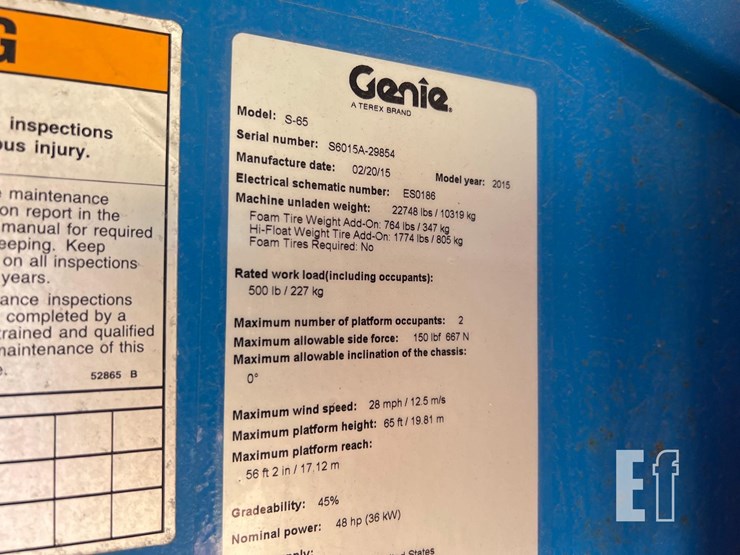 G
inspections
ous injury.
maintenance
on report in the
manual for required
eeping. Keep
on all inspections
years.
ance inspections
completed by a
rained and qualified
maintenance of this
52865 B
Genie
A TEREX BRAND
Model: S-65
Serial number: S6015A-29854
Manufacture date: 02/20/15 Model year: 2015
Electrical schematic number: ES0186
Machine unladen weight: 22748 lbs / 10319 kg
Foam Tire Weight Add-On: 764 lbs / 347 kg
Hi-Float Weight Tire Add-On: 1774 lbs / 805 kg
Foam Tires Required: No
Rated work load(including occupants):
500 lb / 227 kg
Maximum number of platform occupants: 2
Maximum allowable side force: 150 lbf 667 N
Maximum allowable inclination of the chassis:
0°
Maximum wind speed: 28 mph / 12.5 m/s
Maximum platform height: 65 ft / 19.81 m
Maximum platform reach:
56 ft 2 in / 17.12 m
Gradeability: 45%
Nominal power: 48 hp (36 kW)
States
Ef